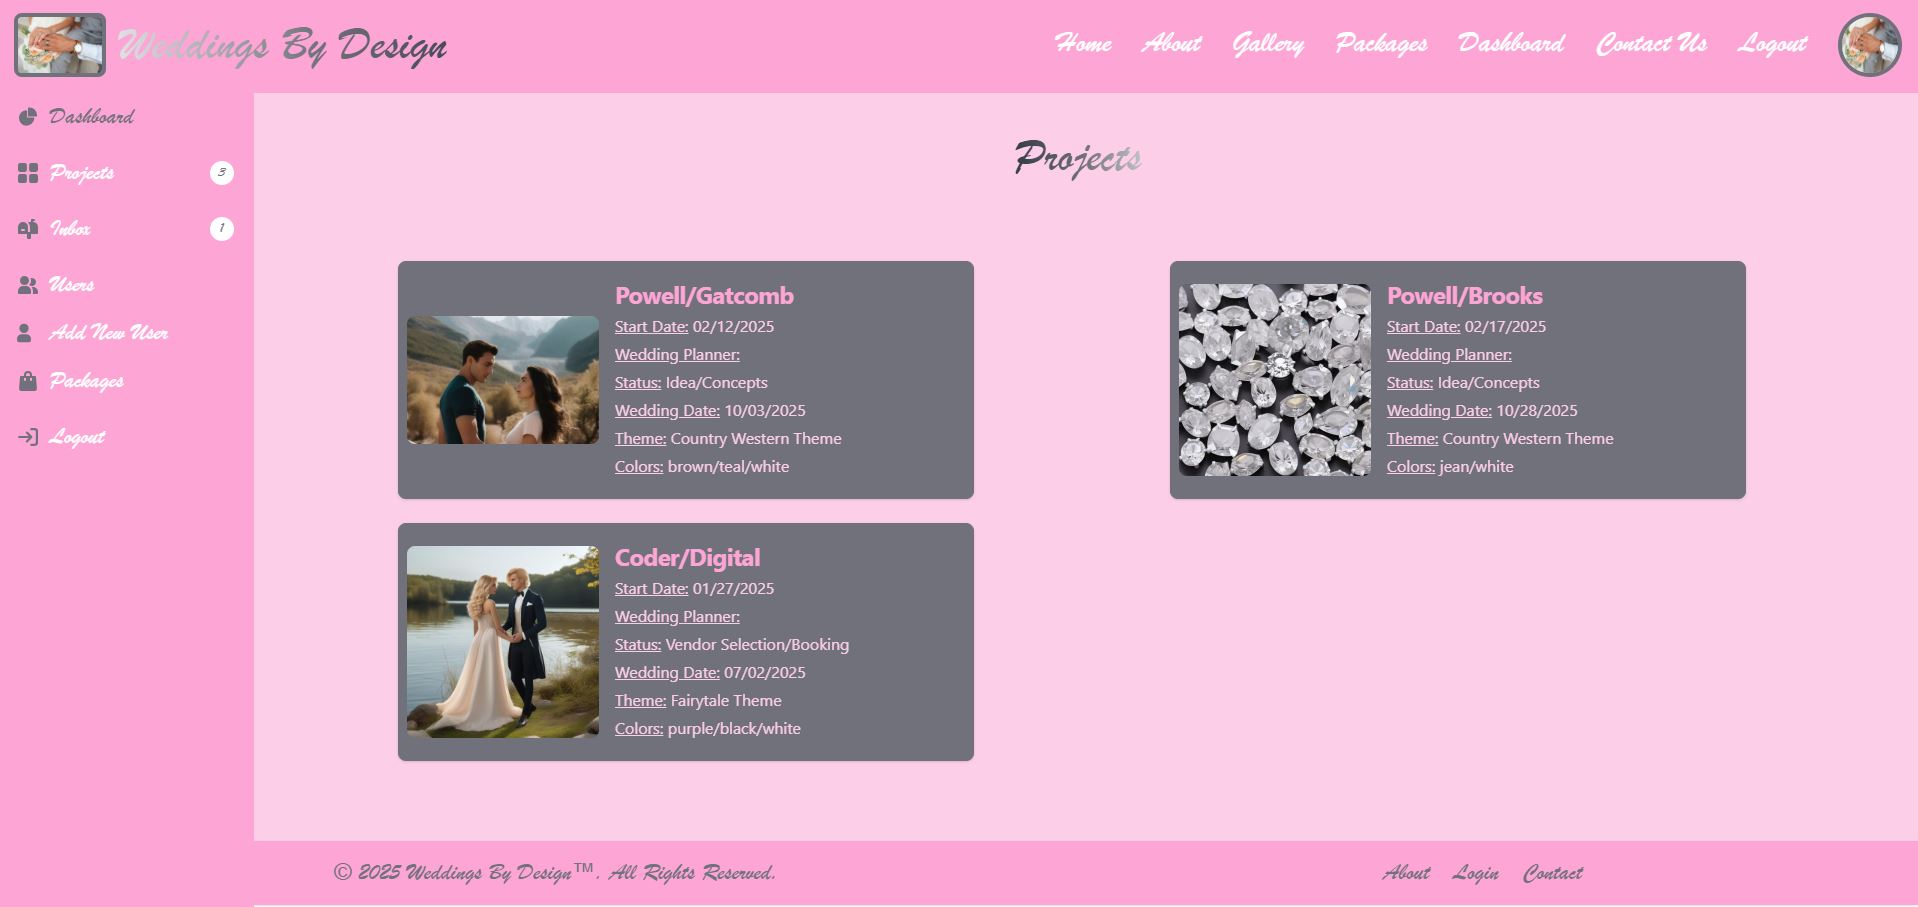 Weddings By Design
Home About Gallery Packages Dashboard Contact Us Logout
Dashboard
Projects 3
Inbox 1
Users
Add New User
Packages
Logout
Projects
Powell/Gatcomb
Start Date: 02/12/2025
Wedding Planner:
Status: Idea/Concepts
Wedding Date: 10/03/2025
Theme: Country Western Theme
Colors: brown/teal/white
Powell/Brooks
Start Date: 02/17/2025
Wedding Planner:
Status: Idea/Concepts
Wedding Date: 10/28/2025
Theme: Country Western Theme
Colors: jean/white
Coder/Digital
Start Date: 01/27/2025
Wedding Planner:
Status: Vendor Selection/Booking
Wedding Date: 07/02/2025
Theme: Fairytale Theme
Colors: purple/black/white
© 2025 Weddings By Design™. All Rights Reserved.
About Login Contact